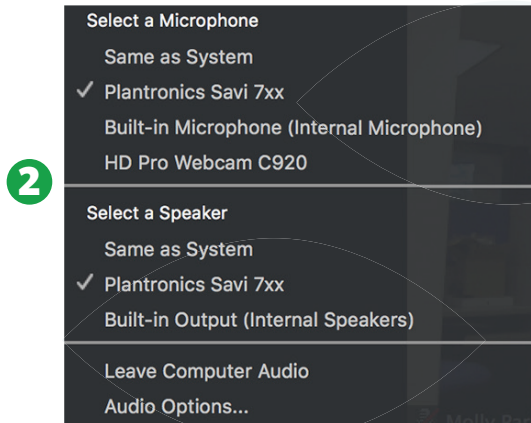 Select a Microphone
Same as System
✓ Plantronics Savi 7xx
Built-in Microphone (Internal Microphone)
HD Pro Webcam C920
2
Select a Speaker
Same as System
✓ Plantronics Savi 7xx
Built-in Output (Internal Speakers)
Leave Computer Audio
Audio Options...
Molly